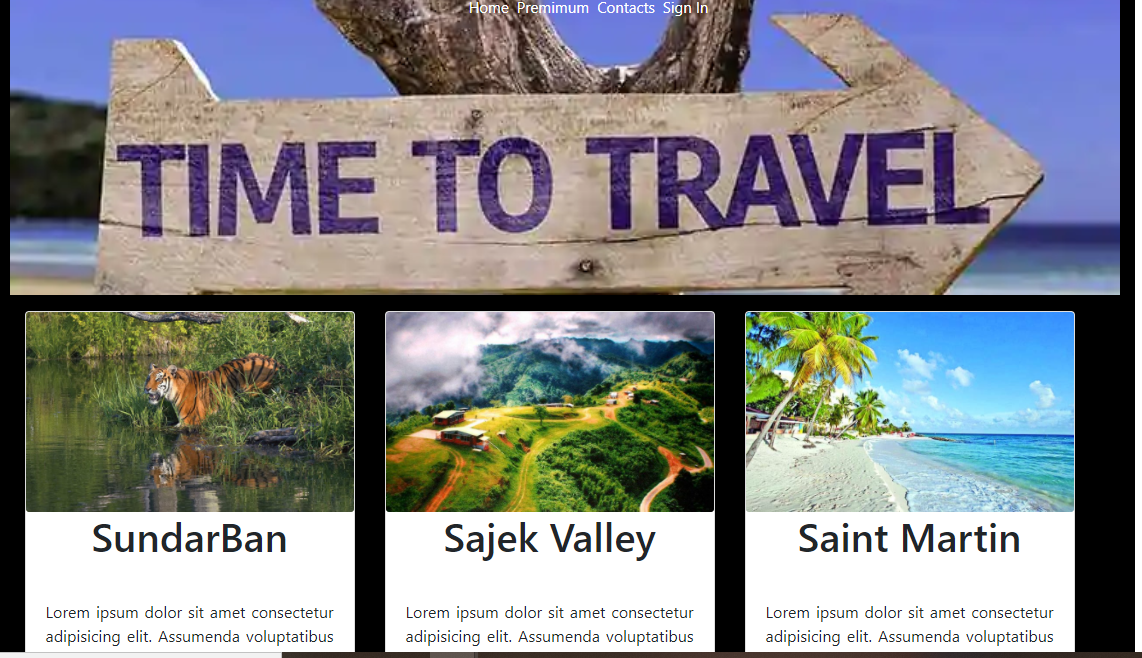 Home Premimum Contacts Sign In
TIME TO TRAVEL
SundarBan
Sajek Valley
Saint Martin
Lorem ipsum dolor sit amet consectetur
adipisicing elit. Assumenda voluptatibus
Lorem ipsum dolor sit amet consectetur
adipisicing elit. Assumenda voluptatibus
Lorem ipsum dolor sit amet consectetur
adipisicing elit. Assumenda voluptatibus